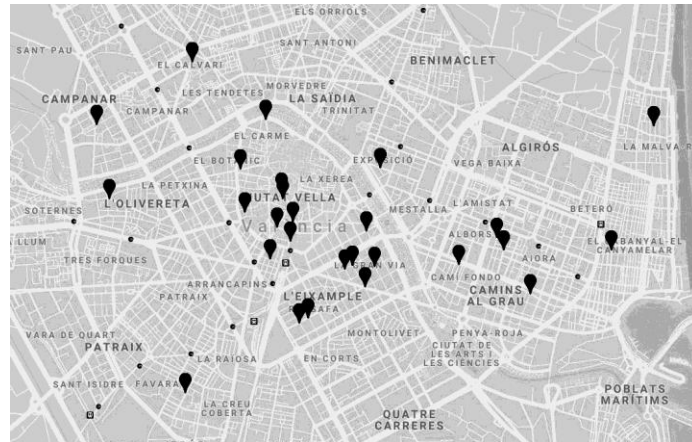 ELS ORRIOLS
SANT PAU
SANT ANTONI
BENIMACLET
EL CALVARI
LES TENDETES
MORVEDRE
CAMPANAR
LA SAÏDIA
CAMPANAR
TRINITAT
EL CARME
ALGIRÓS
LA MALVA-R
EL BOTÀNIC
EXPOSICIÓ
VEGA BAIXA
LA PETXINA
LA XEREA
L'OLIVERETA
UTAT VELLA
L'AMISTAT
SOTERNES
MESTALLA
BETERÓ
València
ALBORS
EL CABANYAL-EL
CANYAMELAR
LLUM
TRES FORQUES
LA GRAN VIA
CAMÍ FONDO
AIORA
ARRANCAPINS
CAMINS
AL GRAU
PATRAIX
L'EIXAMPLE
VARA DE QUART
MONTOLIVET
PENYA-ROJA
PATRAIX
CIUTAT DE
LES ARTS I
LES CIÈNCIES
LA RAIOSA
EN CORTS
SANT ISIDRE
FAVARA
POBLATS
MARÍTIMS
LA CREU
COBERTA
QUATRE
CARRERES